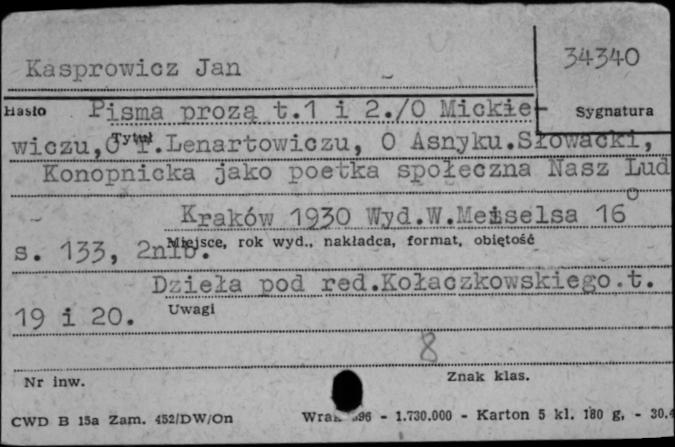 Kasprowicz Jan
34340
Hasło Pisma prozą t.1 i 2./O Mickie-
Sygnatura
wiczu, O T.Lenartowiczu, O Asnyku.Słowacki,
Tytuł
Konopnicka jako poetka społeczna Nasz Lud
Kraków 1930 Wyd.W.Meiselsa 16°
Miejsce, rok wyd., nakładca, format, objętość
s. 133, 2nlb.
Dzieła pod red.Kołaczkowskiego.t.
19 i 20.
Uwagi
8
Nr inw.
Znak klas.
CWD B 15a Zam. 452/DW/On
- 1.730.000 - Karton 5 kl. 180 g, - 30.4